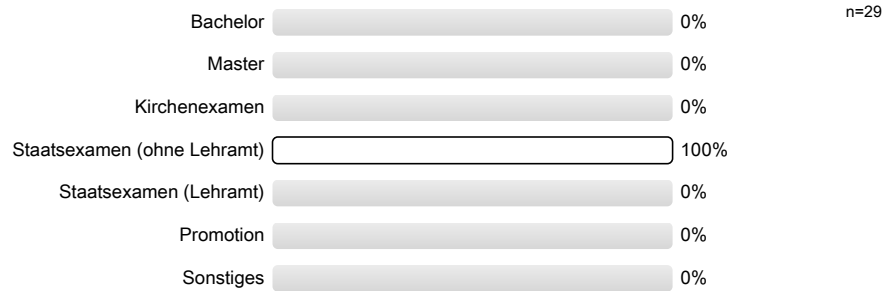 Bachelor 0% n=29
Master 0%
Kirchenexamen 0%
Staatsexamen (ohne Lehramt) 100%
Staatsexamen (Lehramt) 0%
Promotion 0%
Sonstiges 0%